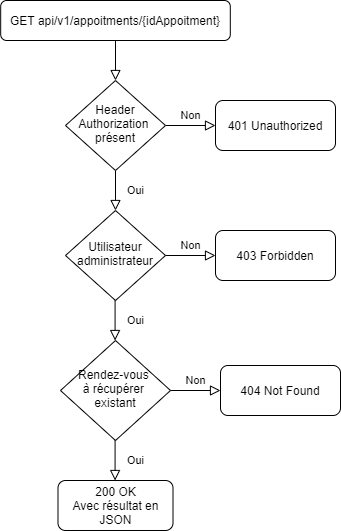 GET api/v1/appoitments/{idAppoitment}
Header
Authorization
présent
Non
401 Unauthorized
Oui
Utilisateur
administrateur
Non
403 Forbidden
Oui
Rendez-vous
à récupérer
existant
Non
404 Not Found
Oui
200 OK
Avec résultat en
JSON